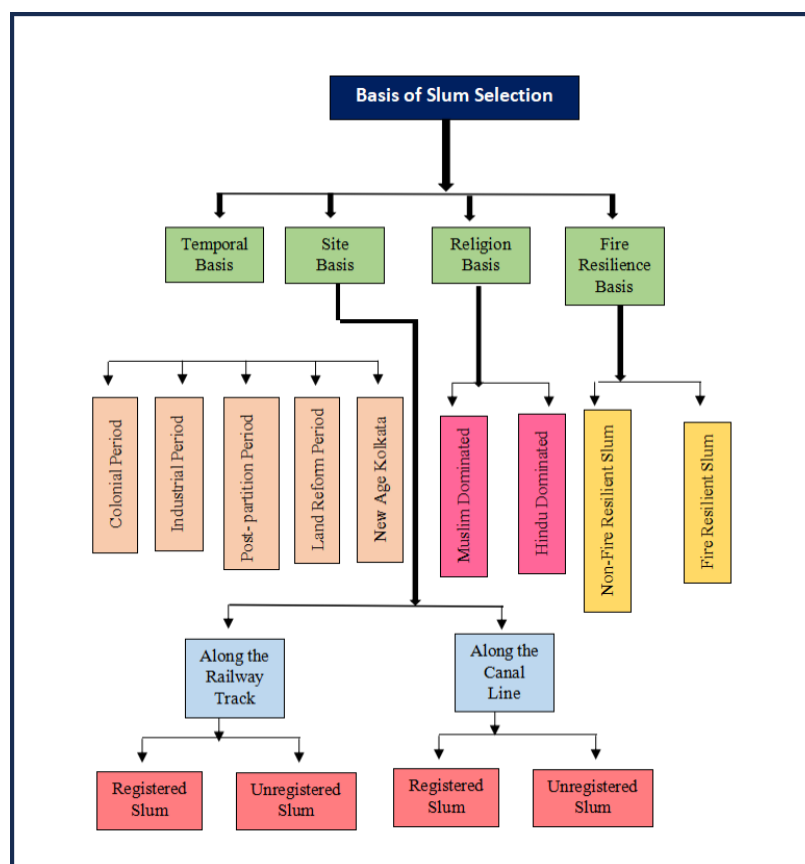 Basis of Slum Selection
Temporal
Basis
Site
Basis
Religion
Basis
Fire
Resilience
Basis
Colonial Period
Industrial Period
Post- partition Period
Land Reform Period
New Age Kolkata
Muslim Dominated
Hindu Dominated
Non-Fire Resilient Slum
Fire Resilient Slum
Along the
Railway
Track
Along the
Canal
Line
Registered
Slum
Unregistered
Slum
Registered
Slum
Unregistered
Slum